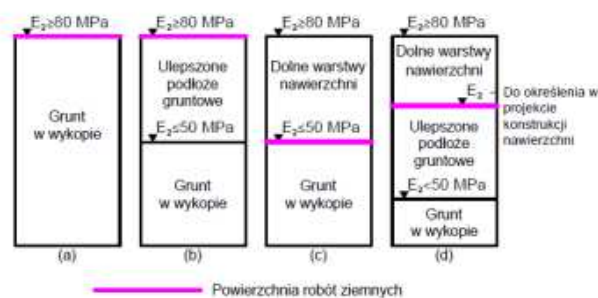 E₂≥80 MPa
E₂≥80 MPa
E₂≥80 MPa
E₂≥80 MPa
Grunt
w wykopie
(a)
Ulepszone
podłoże
gruntowe
E₂≤50 MPa
Grunt
w wykopie
(b)
Dolne warstwy
nawierzchni
E₂≤50 MPa
Grunt
w wykopie
(c)
Dolne warstwy
nawierzchni
E₂
Do określenia w
projekcie
konstrukcji
nawierzchni
Ulepszone
podłoże
gruntowe
E₂<50 MPa
Grunt
w wykopie
(d)
Powierzchnia robót ziemnych